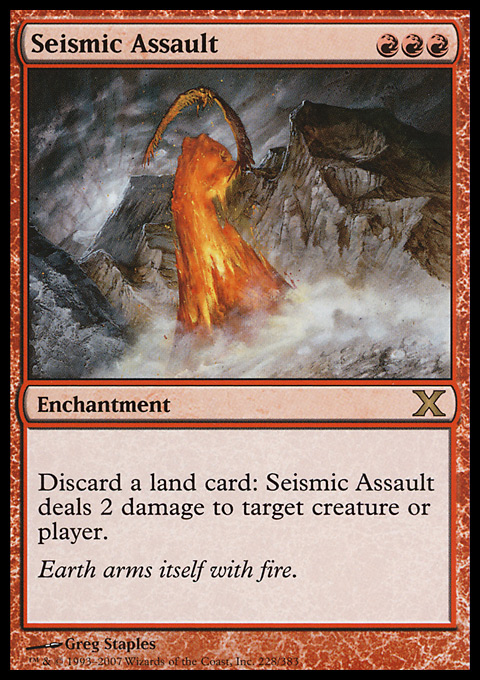 Seismic Assault
Enchantment
X
Discard a land card: Seismic Assault
deals 2 damage to target creature or
player.
Earth arms itself with fire.
Greg Staples
™ & © 1993–2007 Wizards of the Coast, Inc. 228/383